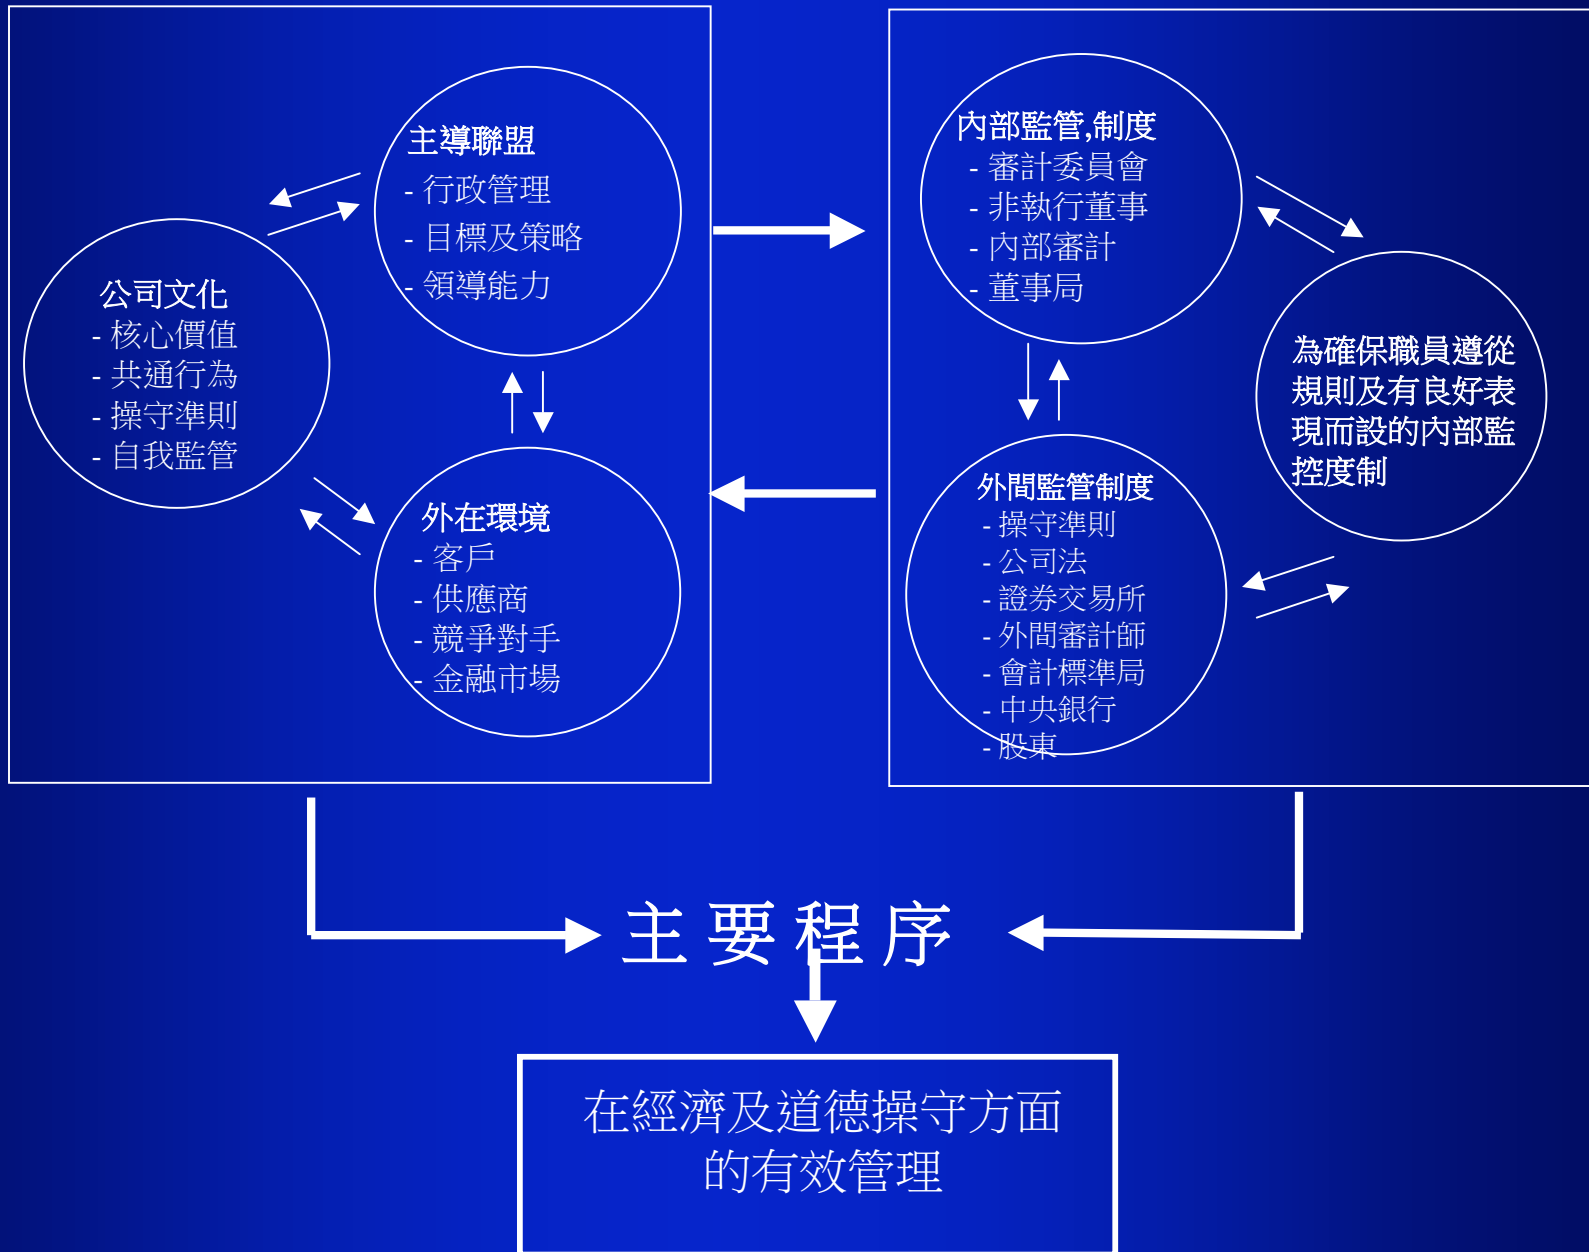 主導聯盟
- 行政管理
- 目標及策略
- 領導能力
公司文化
- 核心價值
- 共通行為
- 操守準則
- 自我監管
外在環境
- 客戶
- 供應商
- 競爭對手
- 金融市場
內部監管,制度
- 審計委員會
- 非執行董事
- 內部審計
- 董事局
為確保職員遵從
規則及有良好表
現而設的內部監
控度制
外間監管制度
- 操守準則
- 公司法
- 證券交易所
- 外間審計師
- 會計標準局
- 中央銀行
- 股東
主要程序
在經濟及道德操守方面
的有效管理